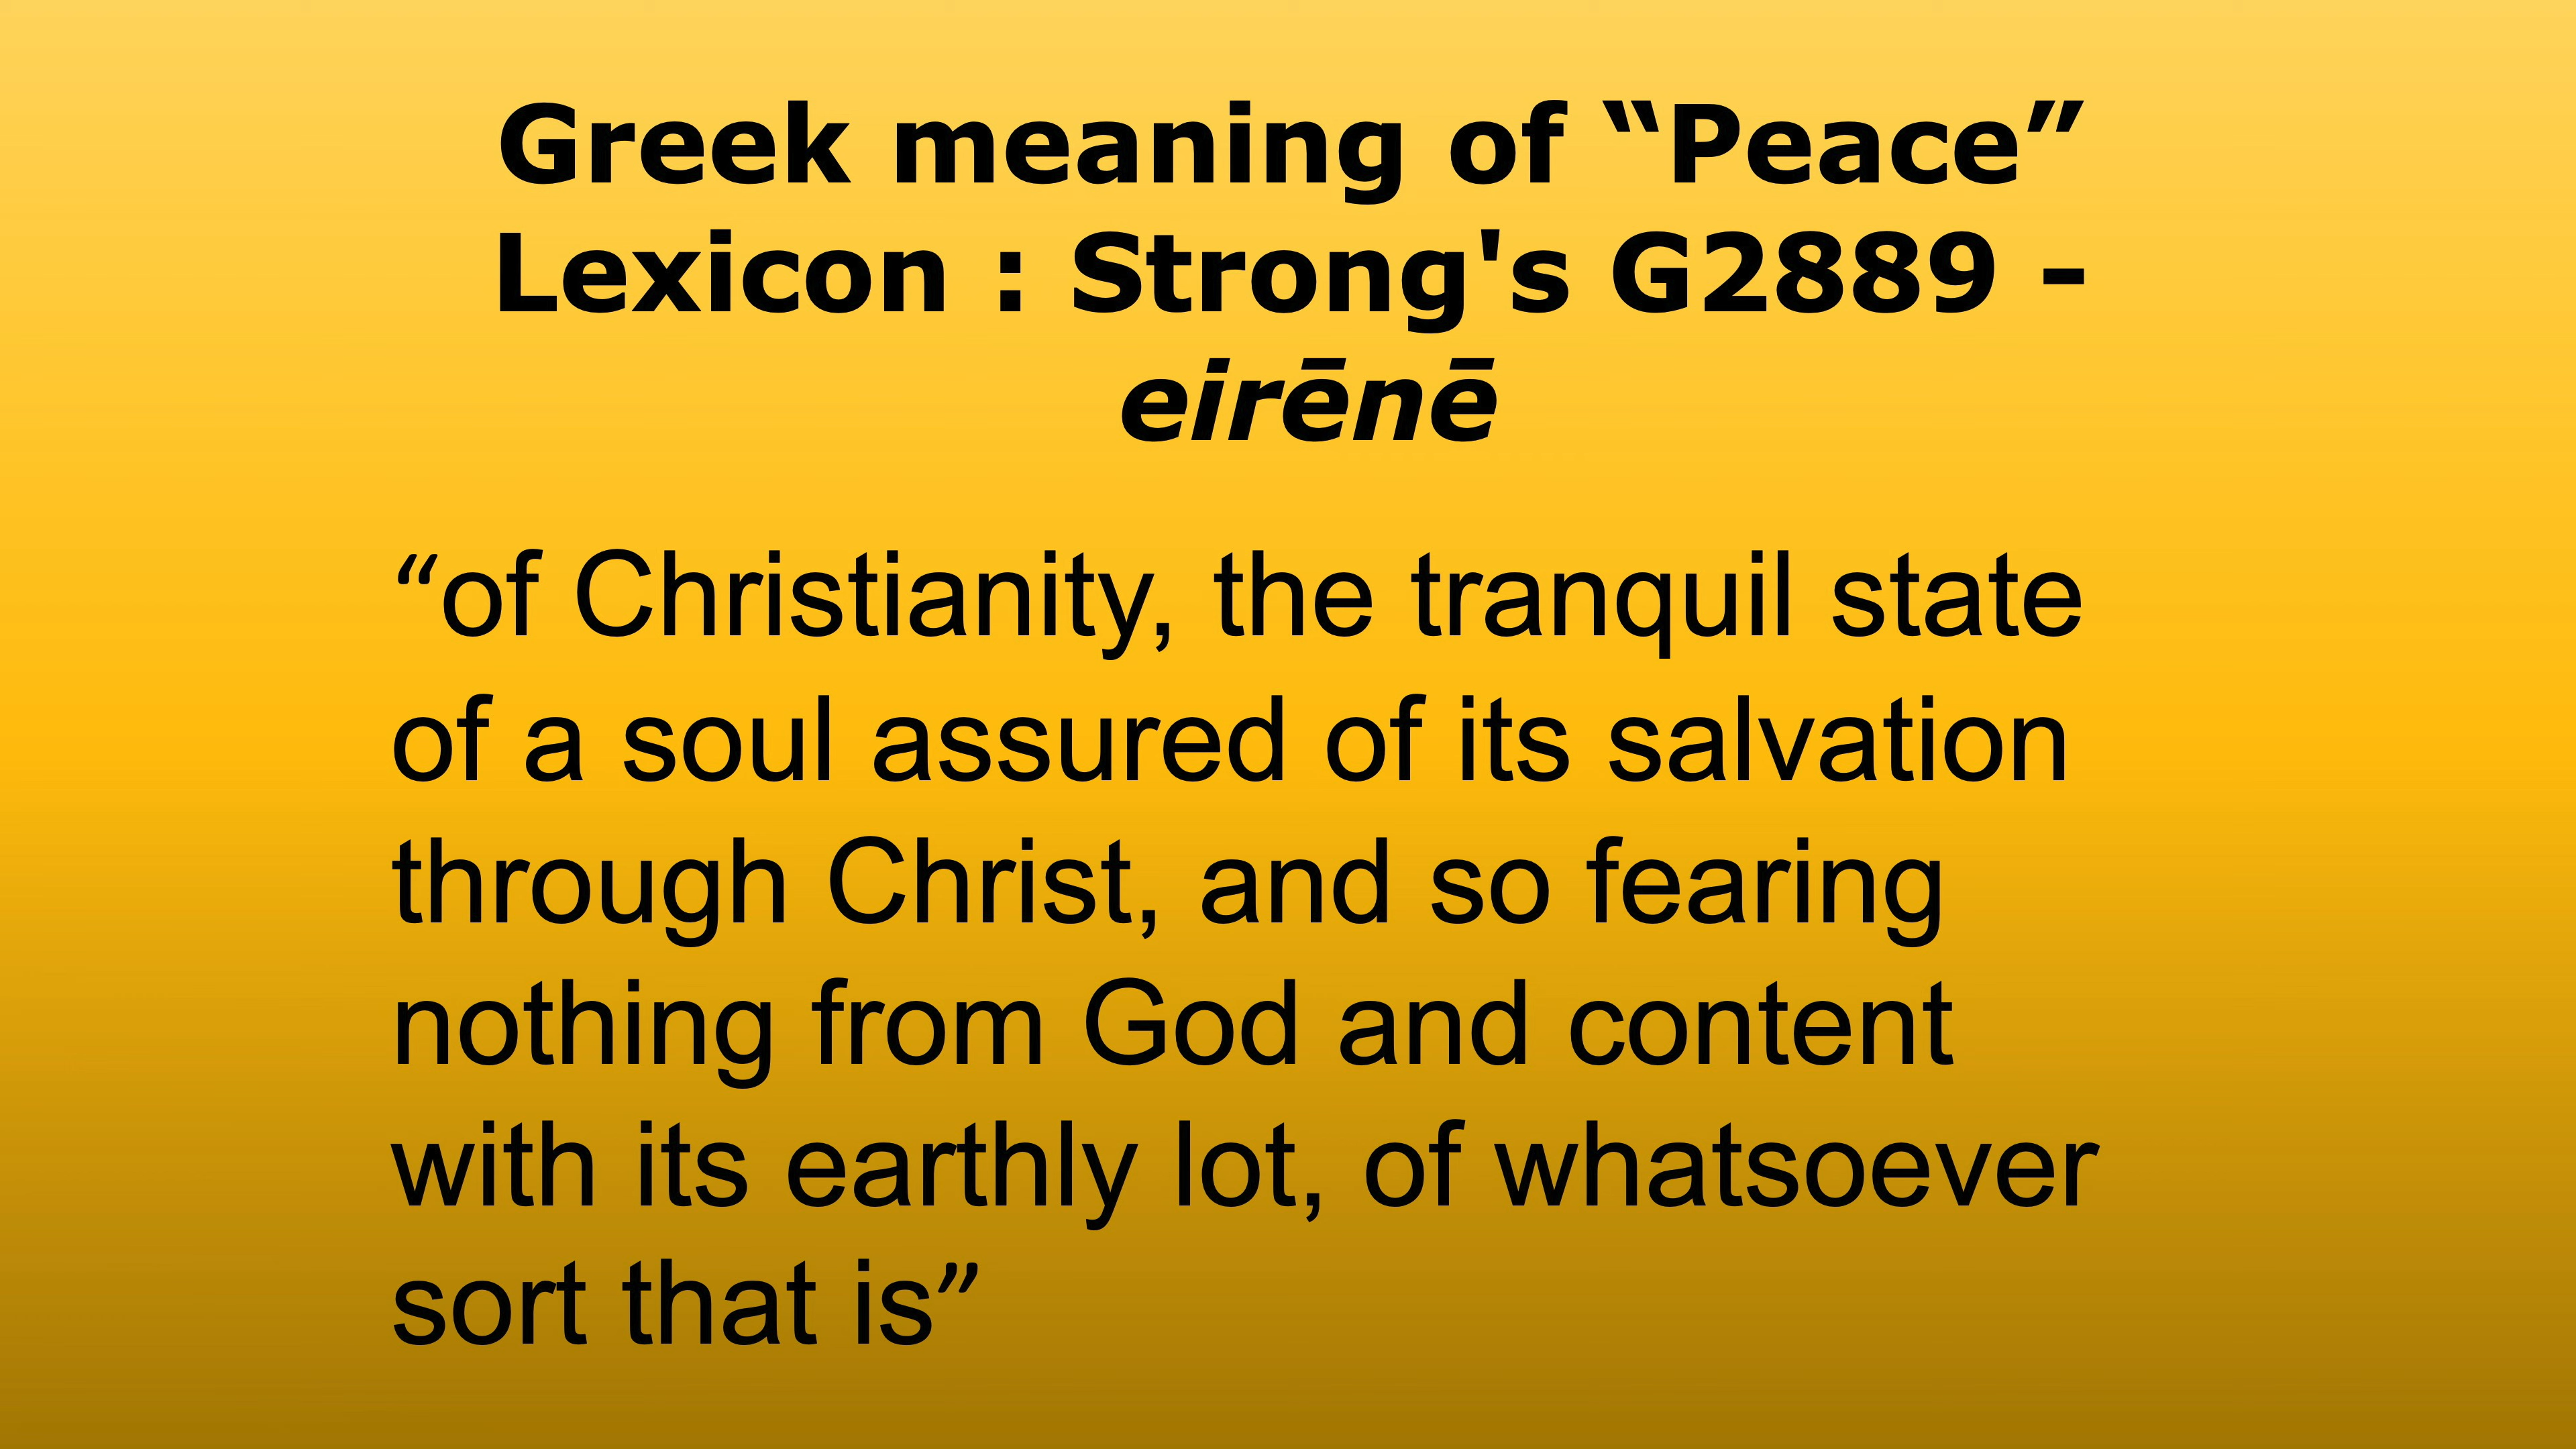 Greek meaning of “Peace”
Lexicon : Strong's G2889 -
eirēnē
“of Christianity, the tranquil state
of a soul assured of its salvation
through Christ, and so fearing
nothing from God and content
with its earthly lot, of whatsoever
sort that is”